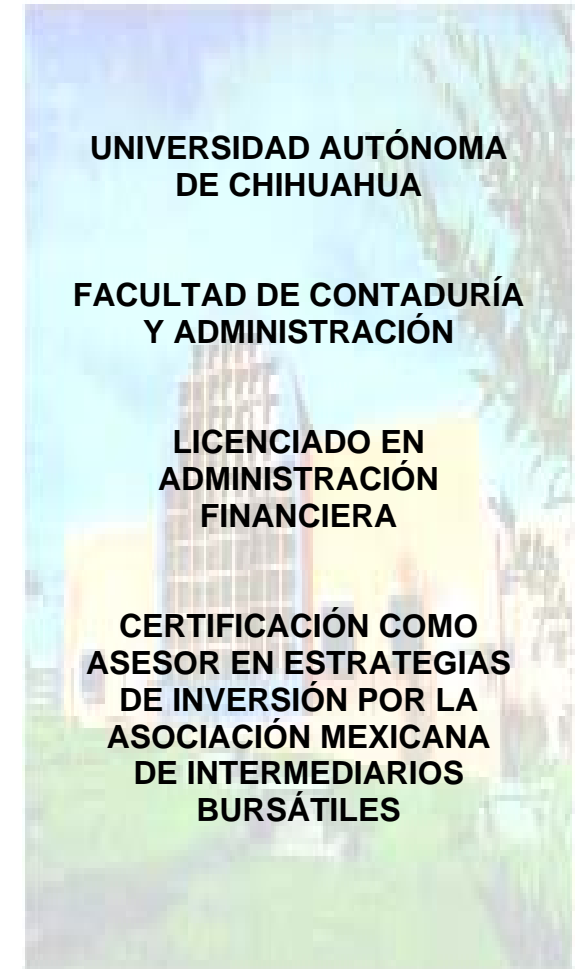 UNIVERSIDAD AUTÓNOMA
DE CHIHUAHUA
FACULTAD DE CONTADURÍA
Y ADMINISTRACIÓN
LICENCIADO EN
ADMINISTRACIÓN
FINANCIERA
CERTIFICACIÓN COMO
ASESOR EN ESTRATEGIAS
DE INVERSIÓN POR LA
ASOCIACIÓN MEXICANA
DE INTERMEDIARIOS
BURSÁTILES